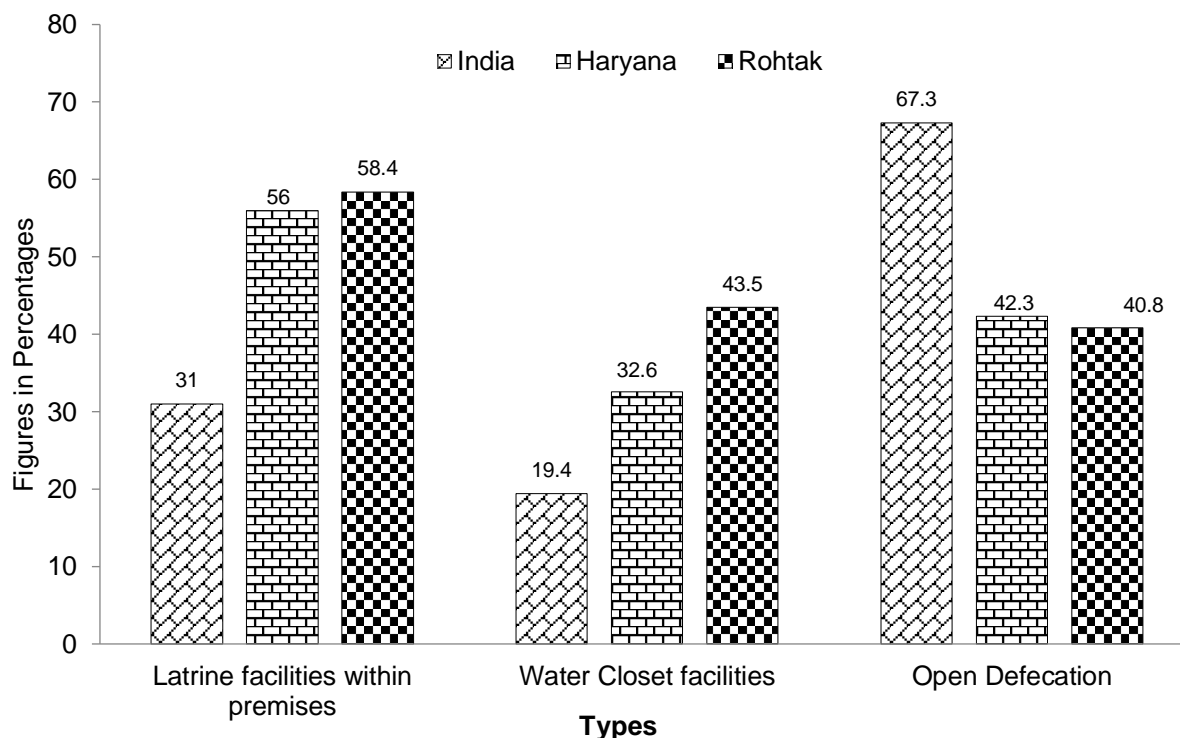 80
70
60
50
40
30
20
10
0
Figures in Percentages
India Haryana Rohtak
31
56
58.4
19.4
32.6
43.5
67.3
42.3
40.8
Latrine facilities within
premises
Water Closet facilities
Open Defecation
Types